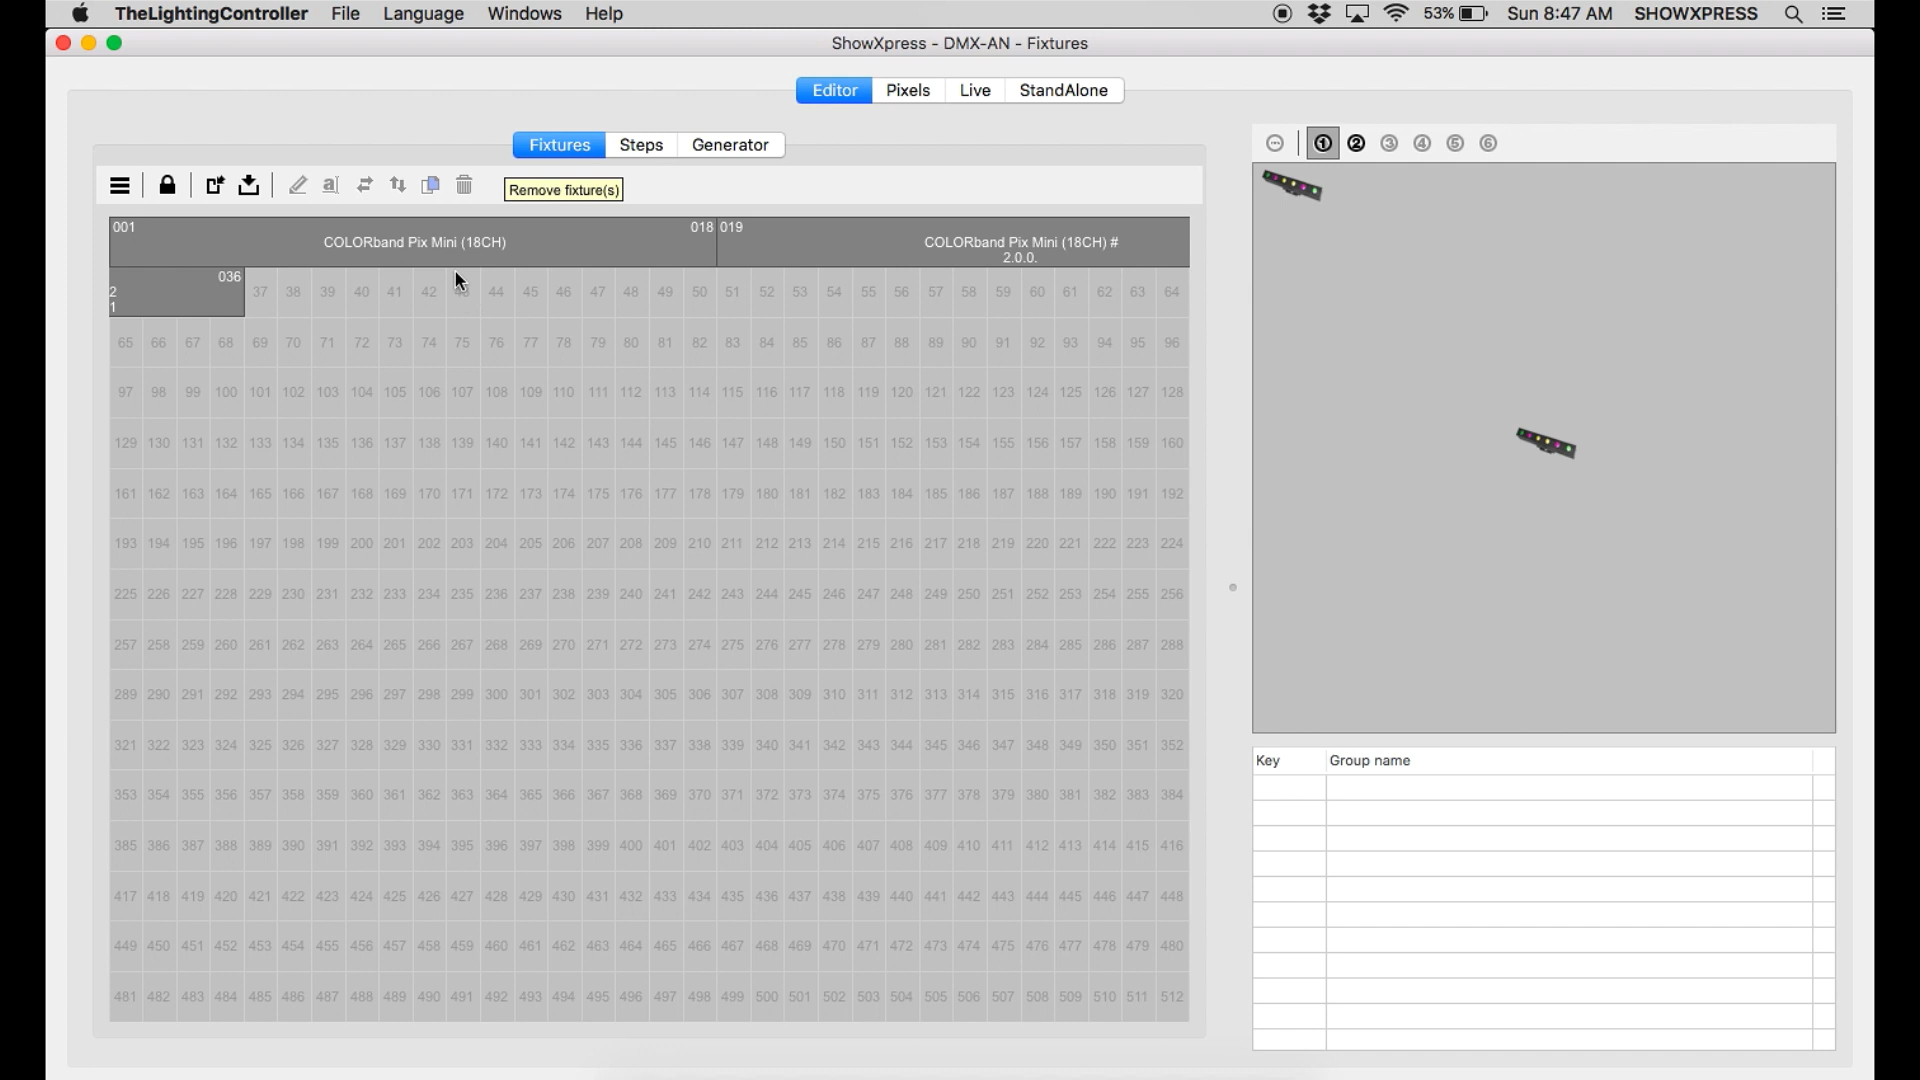 TheLightingController File Language Windows Help 53% Sun 8:47 AM SHOWXPRESS
ShowXpress - DMX-AN - Fixtures
Editor Pixels Live StandAlone
Fixtures Steps Generator
1 2 3 4 5 6
a
Remove fixture(s)
001 018 019
COLORband Pix Mini (18CH) COLORband Pix Mini (18CH) #
2.0.0.
036
2 37 38 39 40 41 42 43 44 45 46 47 48 49 50 51 52 53 54 55 56 57 58 59 60 61 62 63 64
1
65 66 67 68 69 70 71 72 73 74 75 76 77 78 79 80 81 82 83 84 85 86 87 88 89 90 91 92 93 94 95 96
97 98 99 100 101 102 103 104 105 106 107 108 109 110 111 112 113 114 115 116 117 118 119 120 121 122 123 124 125 126 127 128
129 130 131 132 133 134 135 136 137 138 139 140 141 142 143 144 145 146 147 148 149 150 151 152 153 154 155 156 157 158 159 160
161 162 163 164 165 166 167 168 169 170 171 172 173 174 175 176 177 178 179 180 181 182 183 184 185 186 187 188 189 190 191 192
193 194 195 196 197 198 199 200 201 202 203 204 205 206 207 208 209 210 211 212 213 214 215 216 217 218 219 220 221 222 223 224
225 226 227 228 229 230 231 232 233 234 235 236 237 238 239 240 241 242 243 244 245 246 247 248 249 250 251 252 253 254 255 256
257 258 259 260 261 262 263 264 265 266 267 268 269 270 271 272 273 274 275 276 277 278 279 280 281 282 283 284 285 286 287 288
289 290 291 292 293 294 295 296 297 298 299 300 301 302 303 304 305 306 307 308 309 310 311 312 313 314 315 316 317 318 319 320
321 322 323 324 325 326 327 328 329 330 331 332 333 334 335 336 337 338 339 340 341 342 343 344 345 346 347 348 349 350 351 352
353 354 355 356 357 358 359 360 361 362 363 364 365 366 367 368 369 370 371 372 373 374 375 376 377 378 379 380 381 382 383 384
385 386 387 388 389 390 391 392 393 394 395 396 397 398 399 400 401 402 403 404 405 406 407 408 409 410 411 412 413 414 415 416
417 418 419 420 421 422 423 424 425 426 427 428 429 430 431 432 433 434 435 436 437 438 439 440 441 442 443 444 445 446 447 448
449 450 451 452 453 454 455 456 457 458 459 460 461 462 463 464 465 466 467 468 469 470 471 472 473 474 475 476 477 478 479 480
481 482 483 484 485 486 487 488 489 490 491 492 493 494 495 496 497 498 499 500 501 502 503 504 505 506 507 508 509 510 511 512
Key Group name